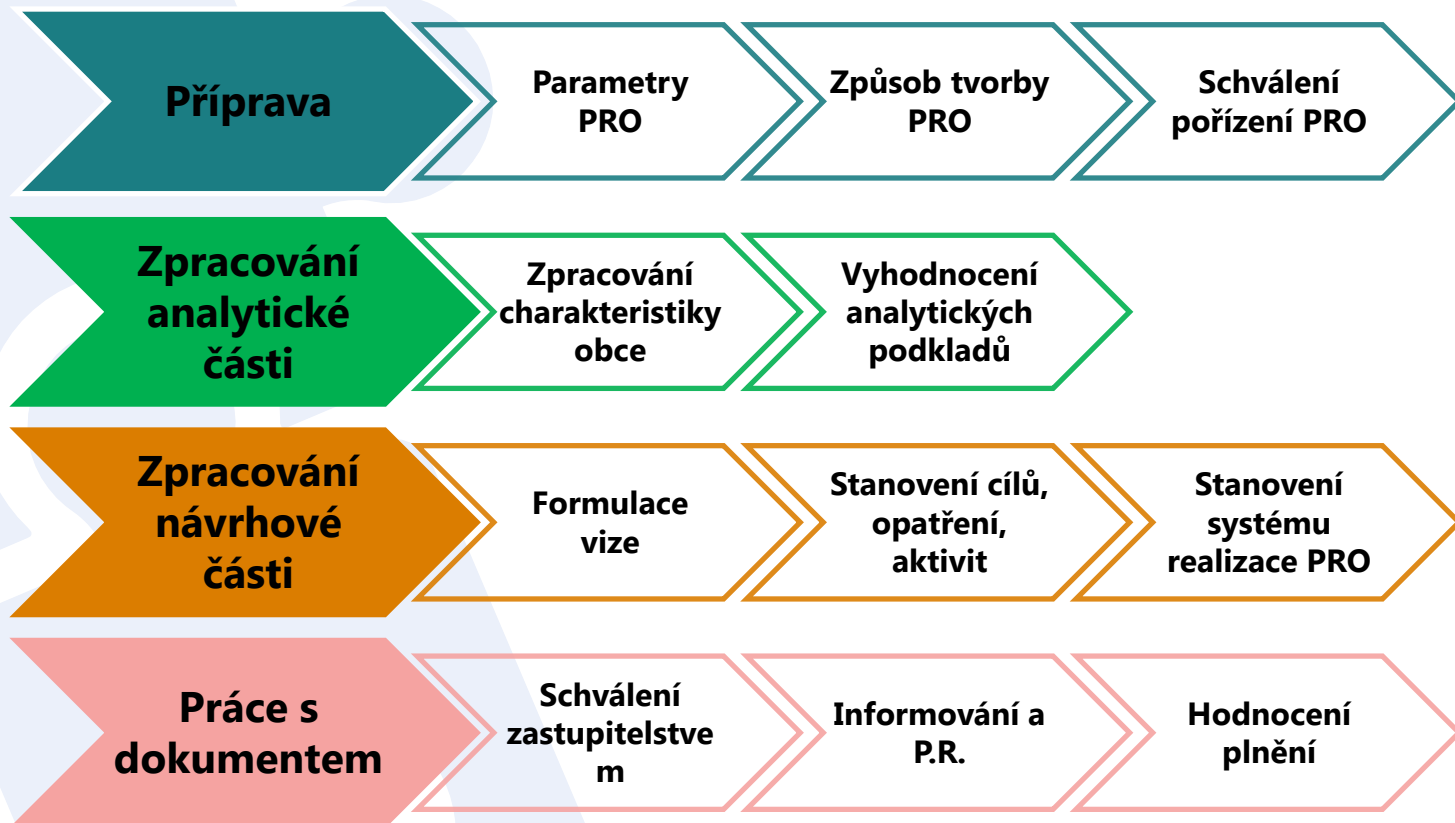 Příprava
Parametry
PRO
Způsob tvorby
PRO
Schválení
pořízení PRO
Zpracování
analytické
části
Zpracování
charakteristiky
obce
Vyhodnocení
analytických
podkladů
Zpracování
návrhové
části
Formulace
vize
Stanovení cílů,
opatření,
aktivit
Stanovení
systému
realizace PRO
Práce s
dokumentem
Schválení
zastupitelstve
m
Informování a
P.R.
Hodnocení
plnění